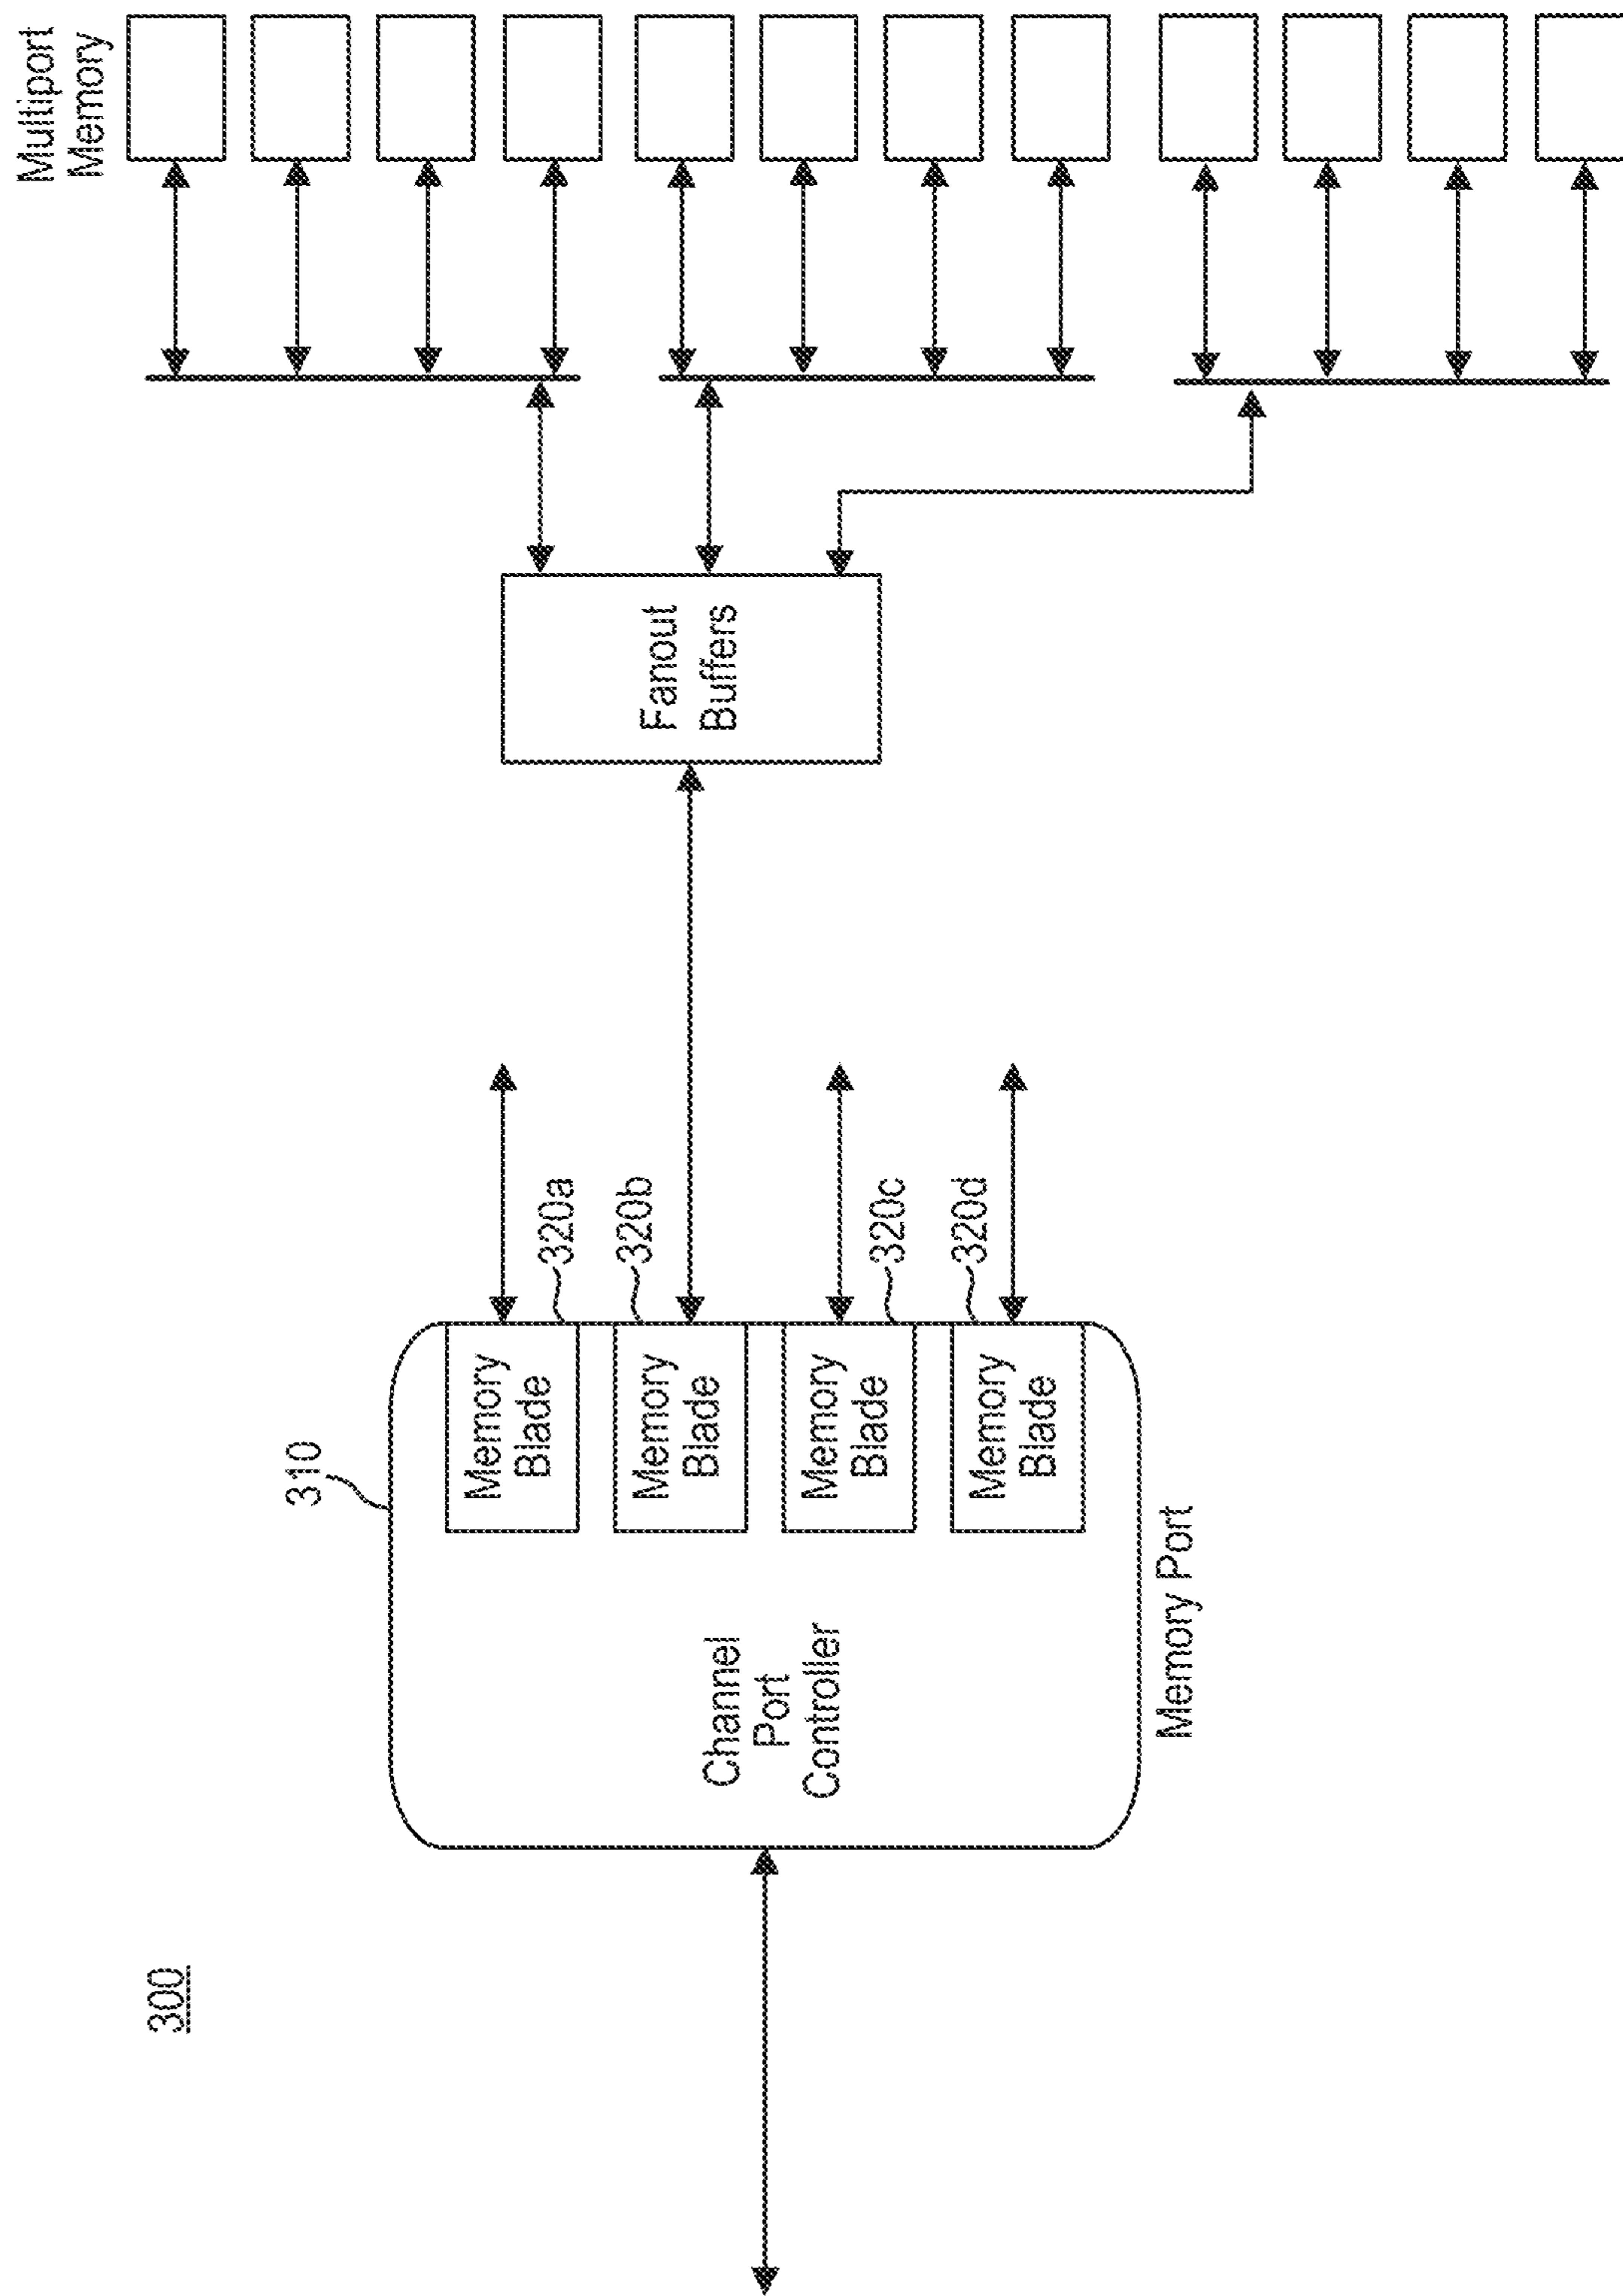 300
310
Channel
Port
Controller
Memory
Blade
320a
Memory
Blade
320b
Memory
Blade
320c
Memory
Blade
320d
Memory Port
Fanout
Buffers
Multiport
Memory